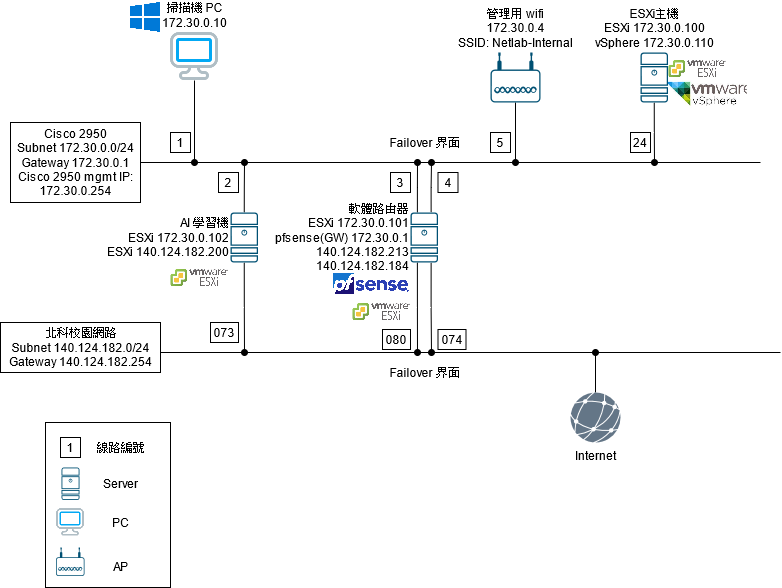 掃描機 PC
172.30.0.10
管理用 wifi
172.30.0.4
SSID: Netlab-Internal
ESXi主機
ESXi 172.30.0.100
vSphere 172.30.0.110
vmware
ESXi
vmware
vSphere
Cisco 2950
Subnet 172.30.0.0/24
Gateway 172.30.0.1
Cisco 2950 mgmt IP:
172.30.0.254
1
Failover 界面
5
24
2
3
4
AI 學習機
ESXi 172.30.0.102
ESXi 140.124.182.200
vmware
ESXi
軟體路由器
ESXi 172.30.0.101
pfsense(GW) 172.30.0.1
140.124.182.213
140.124.182.184
pfsense
vmware
ESXi
北科校園網路
Subnet 140.124.182.0/24
Gateway 140.124.182.254
073
080
074
Failover 界面
Internet
1
線路編號
Server
PC
AP